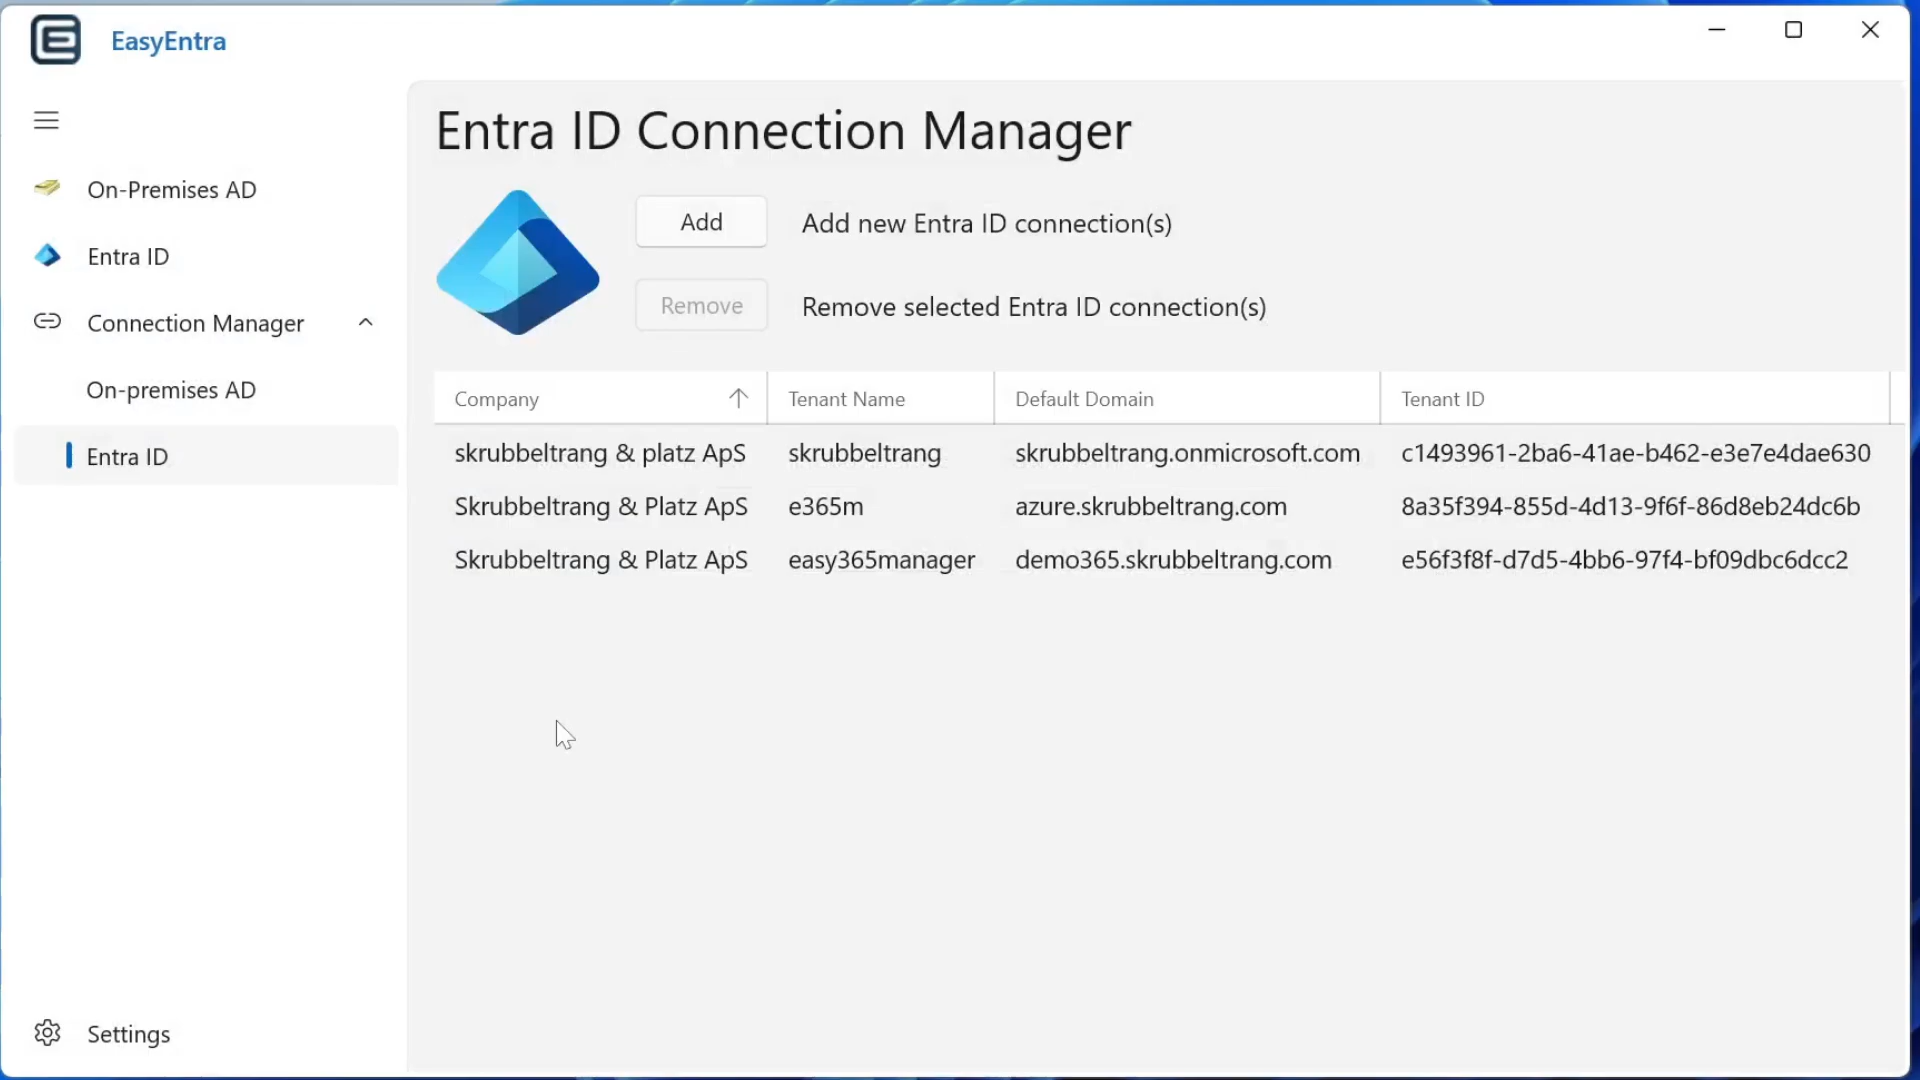 EasyEntra
On-Premises AD
Entra ID
Connection Manager
On-premises AD
Entra ID
Settings
Entra ID Connection Manager
Add
Add new Entra ID connection(s)
Remove
Remove selected Entra ID connection(s)
Company Tenant Name Default Domain Tenant ID
skrubbeltrang & platz ApS skrubbeltrang skrubbeltrang.onmicrosoft.com c1493961-2ba6-41ae-b462-e3e7e4dae630
Skrubbeltrang & Platz ApS e365m azure.skrubbeltrang.com 8a35f394-855d-4d13-9f6f-86d8eb24dc6b
Skrubbeltrang & Platz ApS easy365manager demo365.skrubbeltrang.com e56f3f8f-d7d5-4bb6-97f4-bf09dbc6dcc2